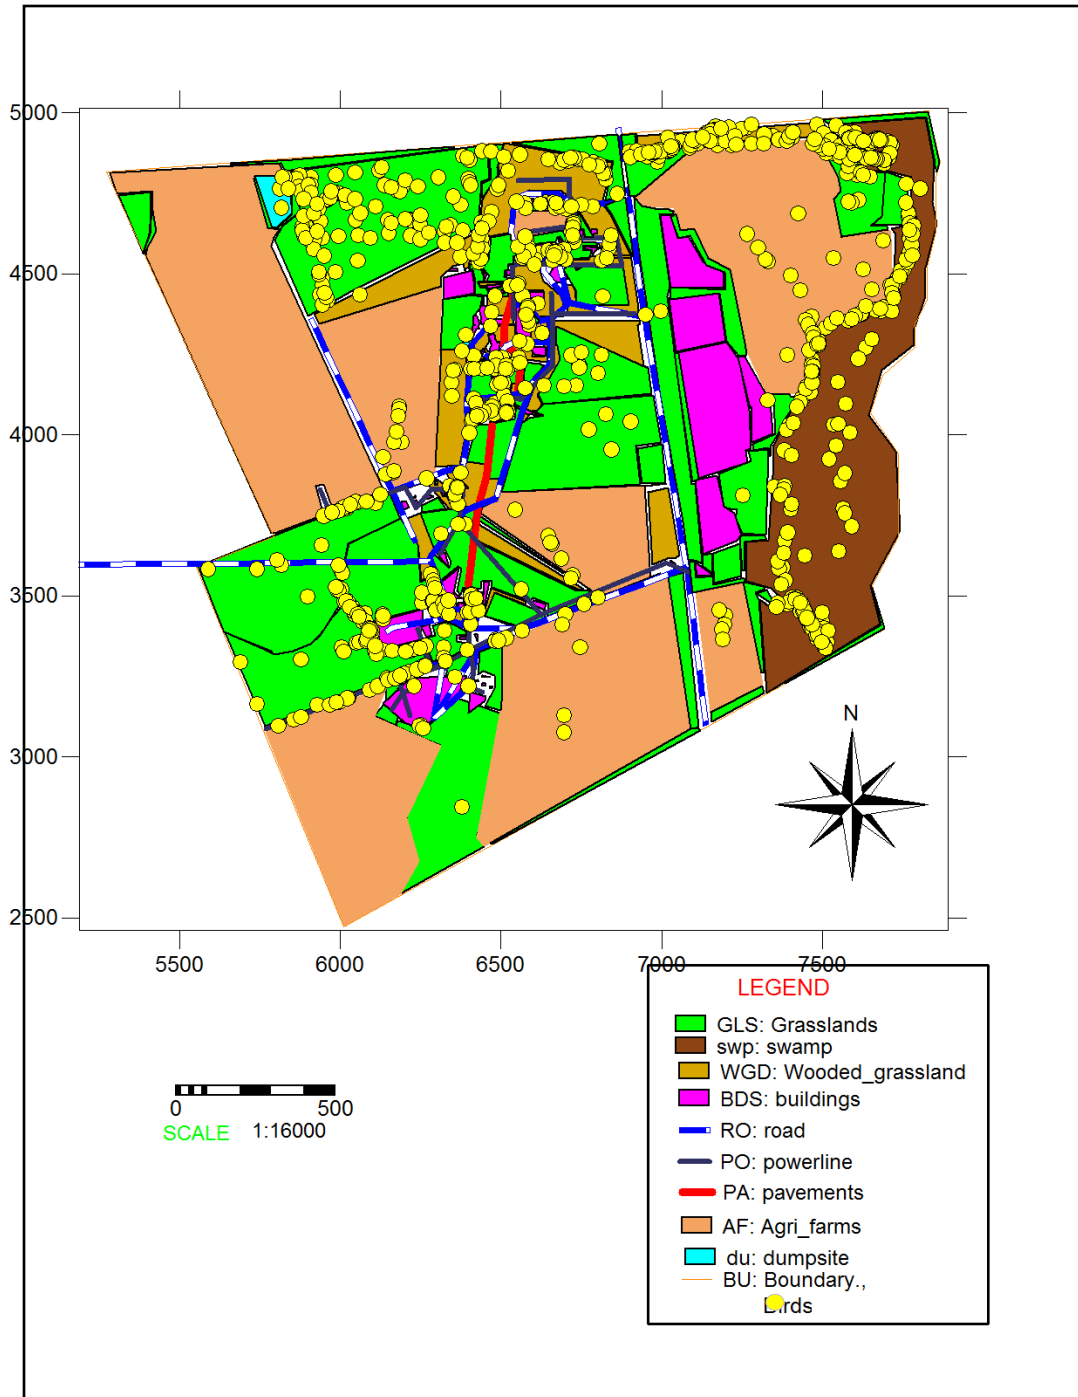 5000
4500
4000
3500
3000
2500
5500 6000 6500 7000 7500
N
LEGEND
GLS: Grasslands
swp: swamp
WGD: Wooded_grassland
BDS: buildings
RO: road
PO: powerline
PA: pavements
AF: Agri_farms
du: dumpsite
BU: Boundary.,
Birds
0 500
SCALE 1:16000